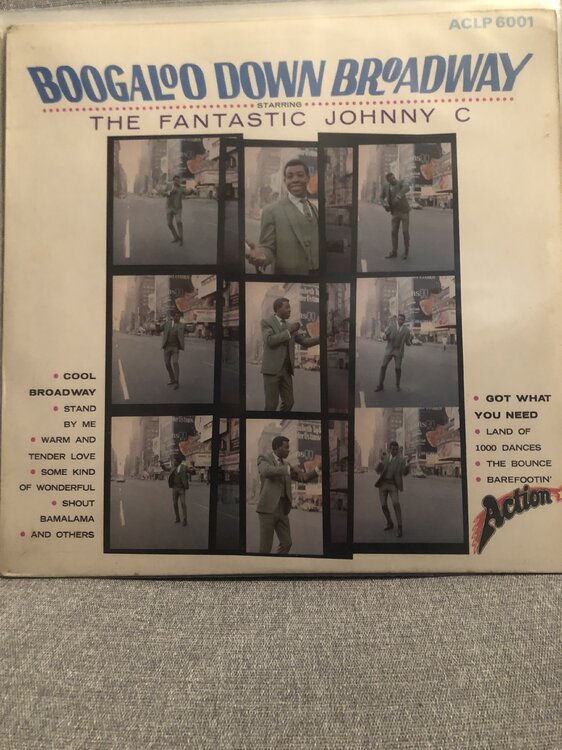 ACLP 6001
BOOGALOO DOWN BROADWAY
STARRING
THE FANTASTIC JOHNNY C
• COOL
BROADWAY
• STAND
BY ME
• WARM AND
TENDER LOVE
• SOME KIND
OF WONDERFUL
• SHOUT
BAMALAMA
• AND OTHERS
• GOT WHAT
YOU NEED
• LAND OF
1000 DANCES
• THE BOUNCE
• BAREFOOTIN'
Action